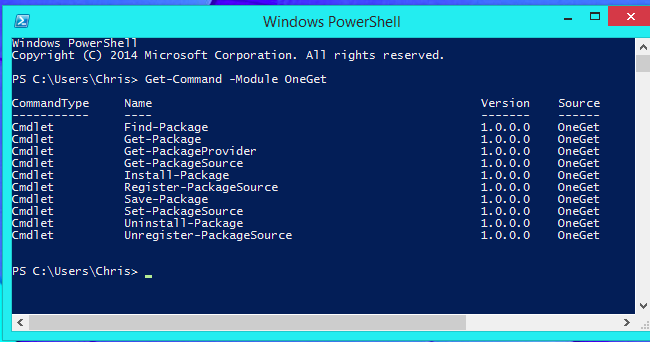 Windows PowerShell
Windows PowerShell
Copyright (C) 2014 Microsoft Corporation. All rights reserved.
PS C:\Users\Chris> Get-Command -Module OneGet
CommandType Name Version Source
----------- ---- ------- ------
Cmdlet Find-Package 1.0.0.0 OneGet
Cmdlet Get-Package 1.0.0.0 OneGet
Cmdlet Get-PackageProvider 1.0.0.0 OneGet
Cmdlet Get-PackageSource 1.0.0.0 OneGet
Cmdlet Install-Package 1.0.0.0 OneGet
Cmdlet Register-PackageSource 1.0.0.0 OneGet
Cmdlet Save-Package 1.0.0.0 OneGet
Cmdlet Set-PackageSource 1.0.0.0 OneGet
Cmdlet Uninstall-Package 1.0.0.0 OneGet
Cmdlet Unregister-PackageSource 1.0.0.0 OneGet
PS C:\Users\Chris> _